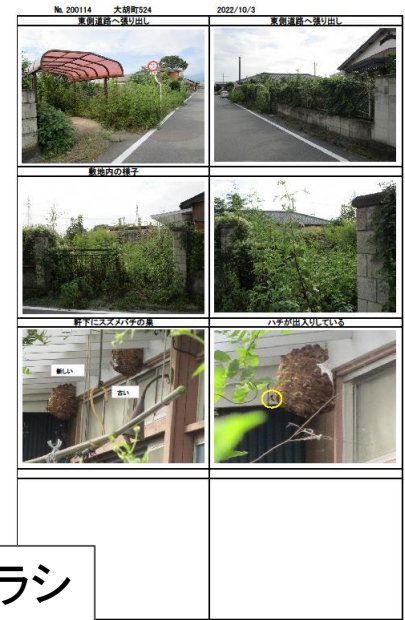 No. 200114 大胡町524 2022/10/3
東側道路へ張り出し 東側道路へ張り出し
敷地内の様子
軒下にスズメバチの巣 ハチが出入りしている
新しい
古い
ラシ